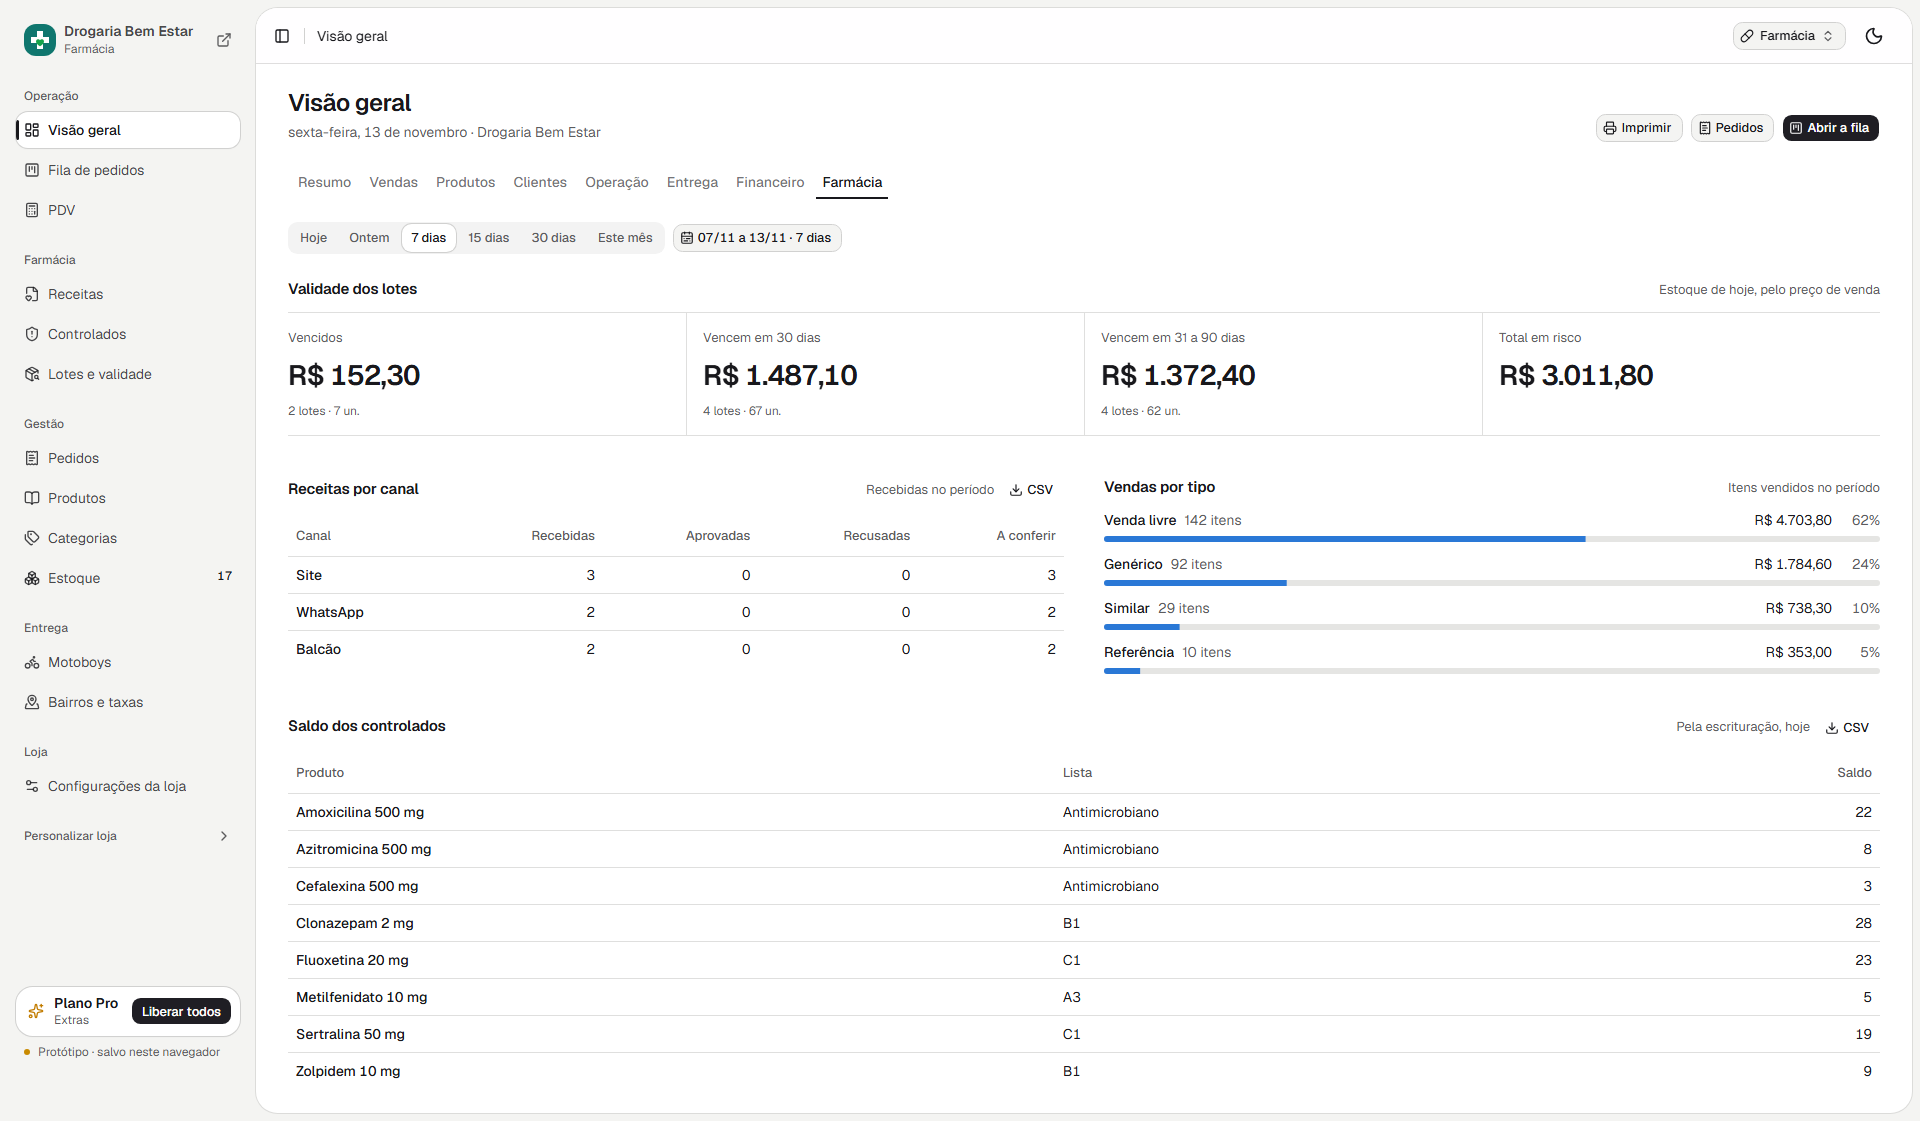 Drogaria Bem Estar
Farmácia
Operação
Visão geral
Fila de pedidos
PDV
Farmácia
Receitas
Controlados
Lotes e validade
Gestão
Pedidos
Produtos
Categorias
Estoque 17
Entrega
Motoboys
Bairros e taxas
Loja
Configurações da loja
Personalizar loja
Plano Pro
Extras
Liberar todos
Protótipo · salvo neste navegador
Visão geral
Farmácia
Visão geral
sexta-feira, 13 de novembro · Drogaria Bem Estar
Imprimir Pedidos Abrir a fila
Resumo Vendas Produtos Clientes Operação Entrega Financeiro Farmácia
Hoje Ontem 7 dias 15 dias 30 dias Este mês 07/11 a 13/11 · 7 dias
Validade dos lotes Estoque de hoje, pelo preço de venda
Vencidos
R$ 152,30
2 lotes · 7 un.
Vencem em 30 dias
R$ 1.487,10
4 lotes · 67 un.
Vencem em 31 a 90 dias
R$ 1.372,40
4 lotes · 62 un.
Total em risco
R$ 3.011,80
Receitas por canal Recebidas no período CSV
Canal Recebidas Aprovadas Recusadas A conferir
Site 3 0 0 3
WhatsApp 2 0 0 2
Balcão 2 0 0 2
Vendas por tipo Itens vendidos no periodo
Venda livre 142 itens R$ 4.703,80 62%
Genérico 92 itens R$ 1.784,60 24%
Similar 29 itens R$ 738,30 10%
Referência 10 itens R$ 353,00 5%
Saldo dos controlados Pela escrituração, hoje CSV
Produto Lista Saldo
Amoxicilina 500 mg Antimicrobiano 22
Azitromicina 500 mg Antimicrobiano 8
Cefalexina 500 mg Antimicrobiano 3
Clonazepam 2 mg B1 28
Fluoxetina 20 mg C1 23
Metilfenidato 10 mg A3 5
Sertralina 50 mg C1 19
Zolpidem 10 mg B1 9